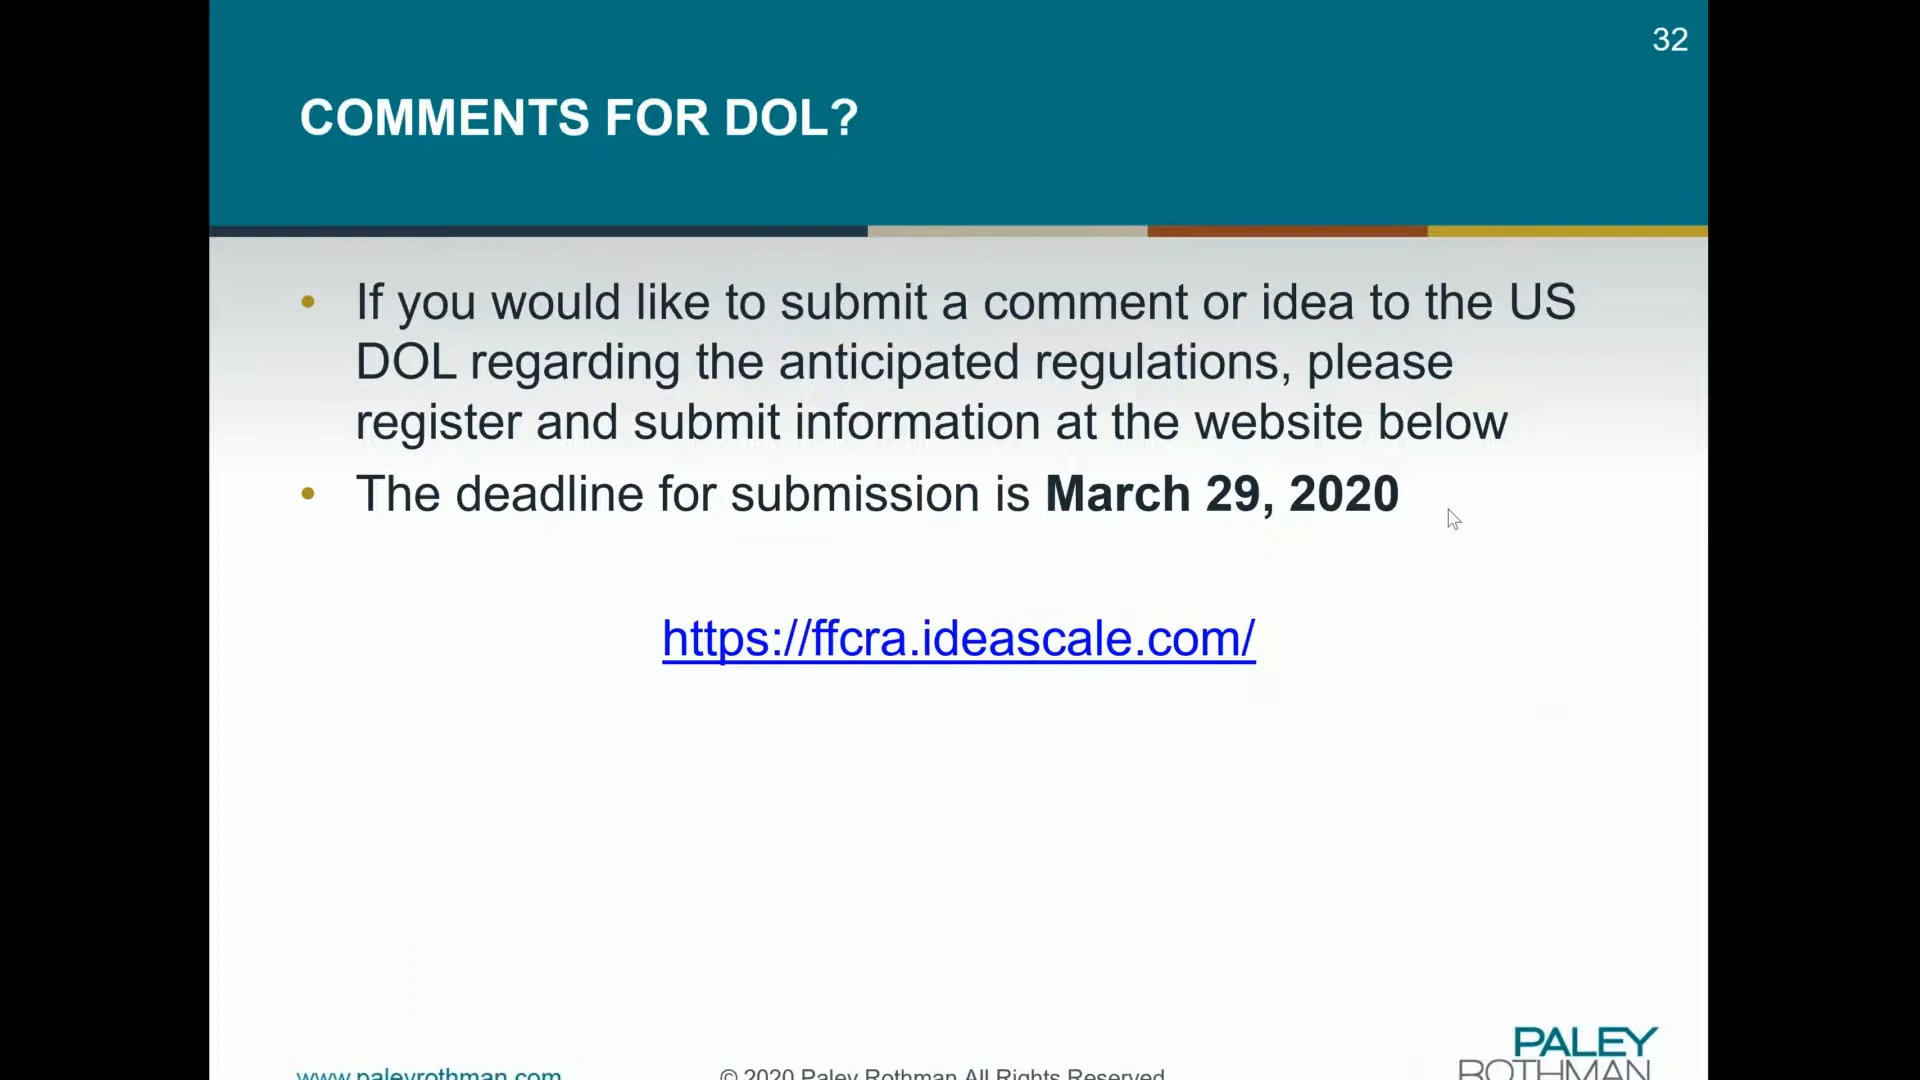 32
COMMENTS FOR DOL?
• If you would like to submit a comment or idea to the US
DOL regarding the anticipated regulations, please
register and submit information at the website below
• The deadline for submission is March 29, 2020
https://ffcra.ideascale.com/
www.paleyrothman.com
© 2020 Paley Rothman All Rights Reserved
PALEY
ROTHMAN